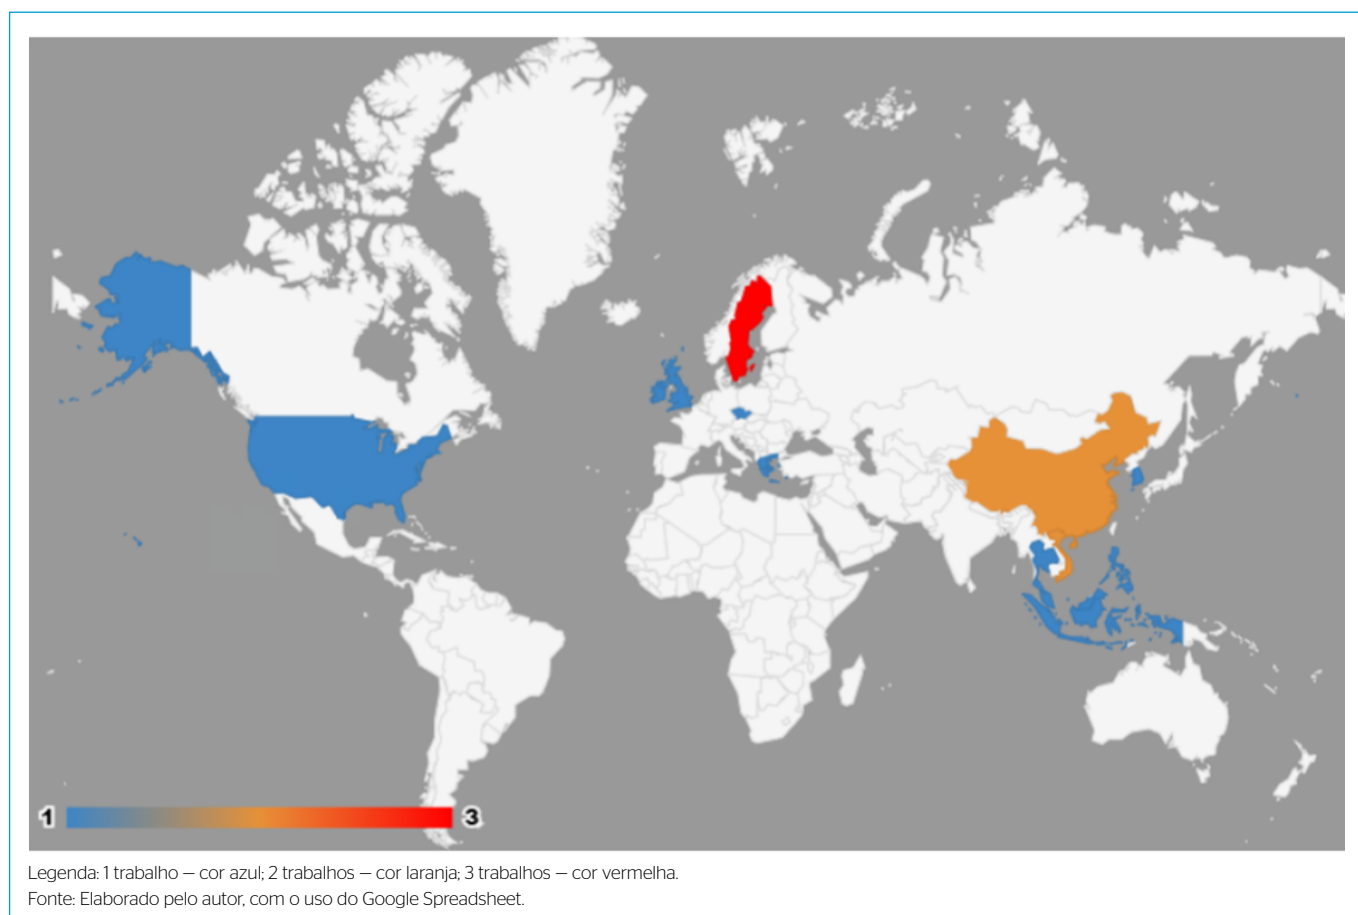 1 3
Legenda: 1 trabalho — cor azul; 2 trabalhos — cor laranja; 3 trabalhos — cor vermelha.
Fonte: Elaborado pelo autor, com o uso do Google Spreadsheet.